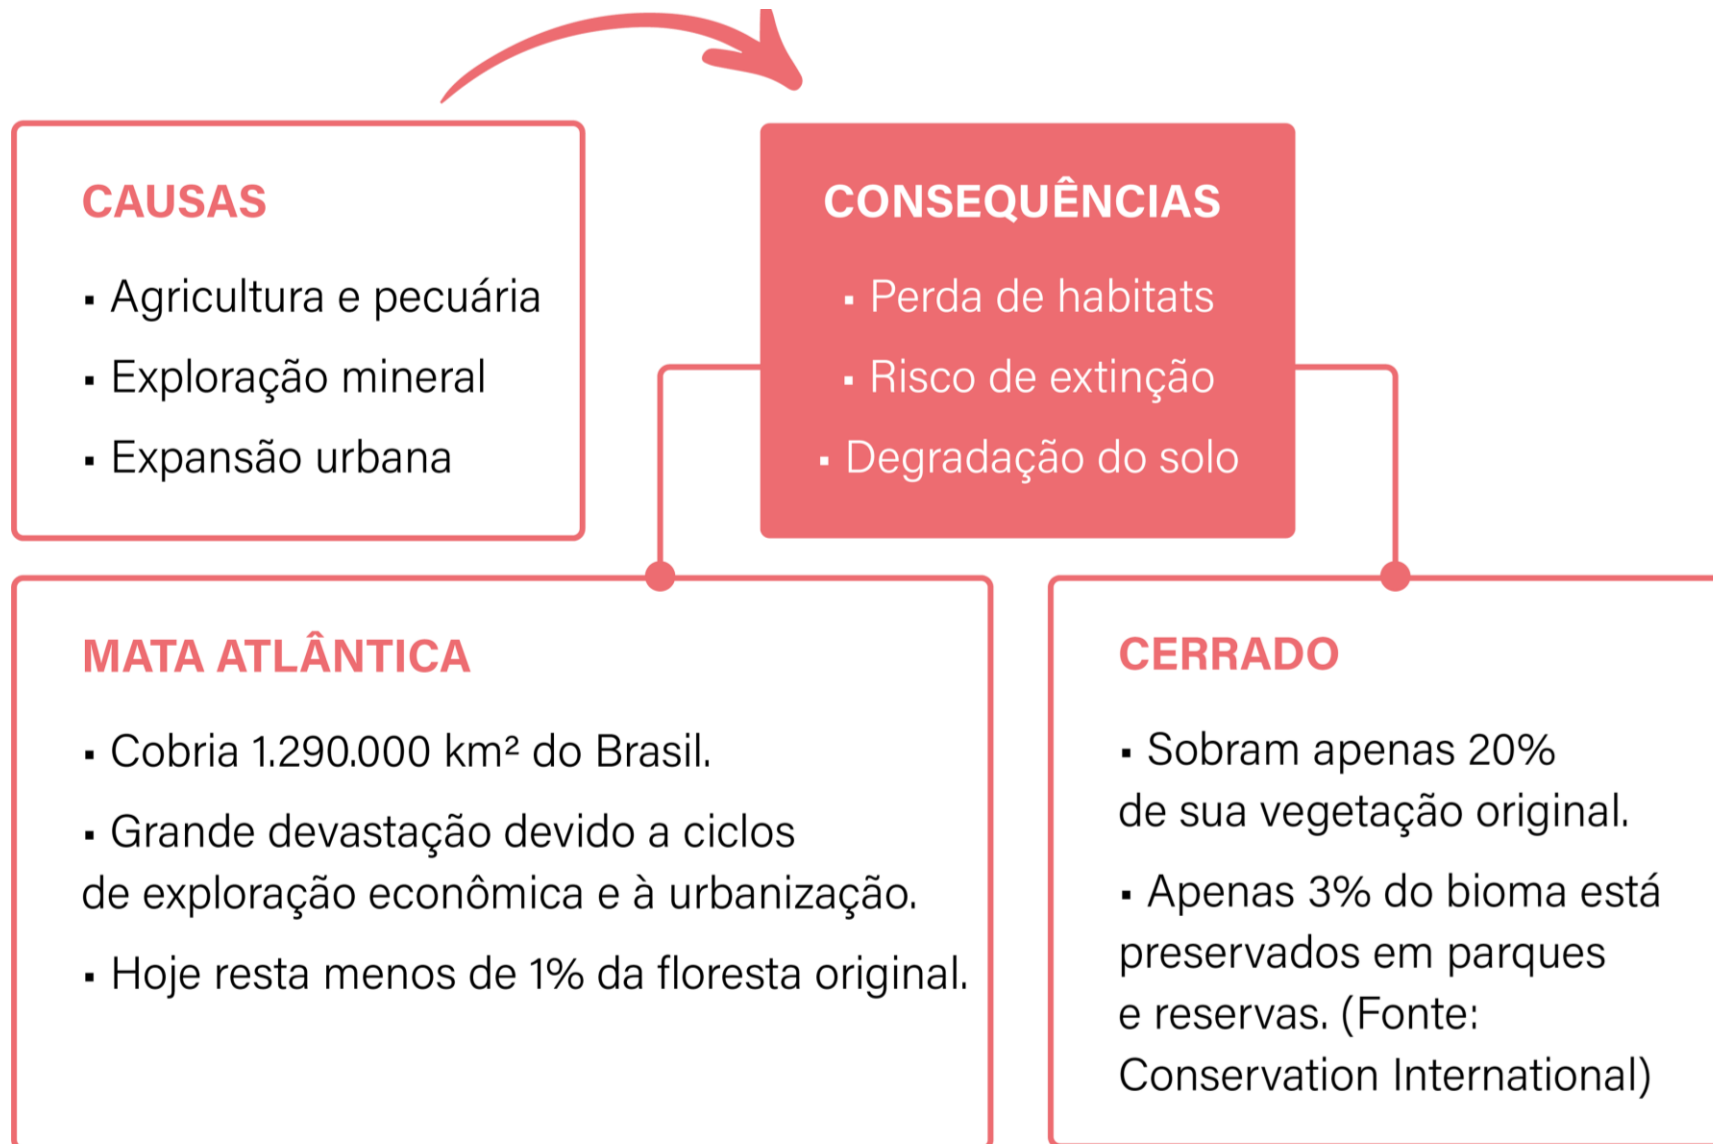 CAUSAS
▪ Agricultura e pecuária
▪ Exploração mineral
▪ Expansão urbana
CONSEQUÊNCIAS
▪ Perda de habitats
▪ Risco de extinção
▪ Degradação do solo
MATA ATLÂNTICA
▪ Cobria 1.290.000 km² do Brasil.
▪ Grande devastação devido a ciclos
de exploração econômica e à urbanização.
▪ Hoje resta menos de 1% da floresta original.
CERRADO
▪ Sobram apenas 20%
de sua vegetação original.
▪ Apenas 3% do bioma está
preservados em parques
e reservas. (Fonte:
Conservation International)